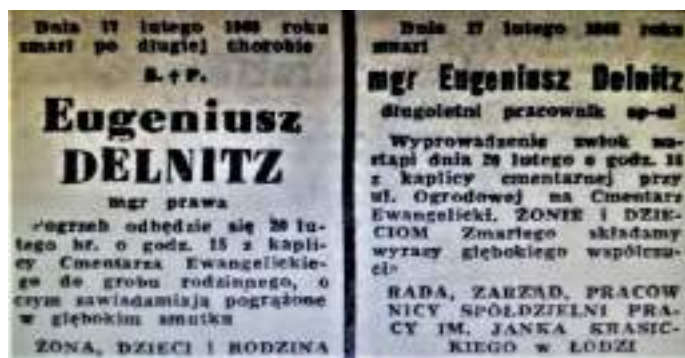 Dnia 17 lutego 1968 roku
zmarł po długiej chorobie
Ś. + P.
Eugeniusz
DELNITZ
mgr prawa
Pogrzeb odbędzie się 20 lu-
tego br. o godz. 15 z kapli-
cy Cmentarza Ewangelickie-
go do grobu rodzinnego, o
czym zawiadamiają pogrążone
w głębokim smutku
ŻONA, DZIECI I RODZINA
Dnia 17 lutego roku
zmarł
mgr Eugeniusz Delnitz
długoletni pracownik sp-ni
Wyprowadzenie zwłok na-
stąpi dnia 20 lutego o godz. 15
z kaplicy cmentarnej przy
ul. Ogrodowej na Cmentarz
Ewangelicki. ŻONIE I DZIE-
CIOM Zmarłego składamy
wyrazy głębokiego współczu-
cia
RADA, ZARZĄD, PRACOW
NICY SPÓŁDZIELNI PRA-
CY IM. JANKA KRASIC-
KIEGO w ŁODZI